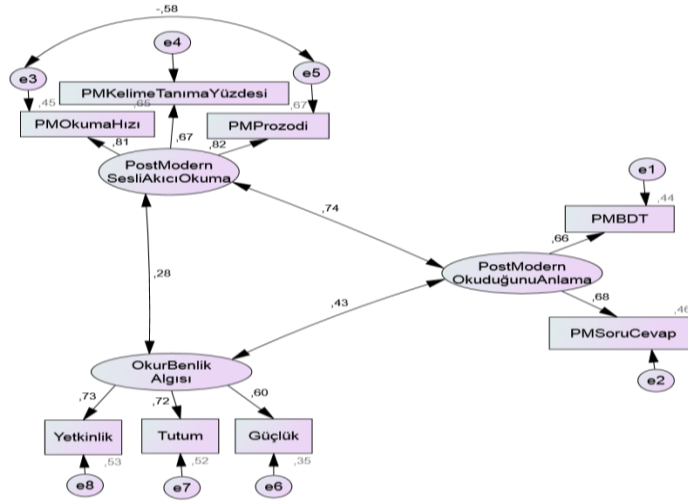 -,58
e4
e3
e5
PMKelimeTanımaYüzdesi
,45
,65
,67
PMOkumaHızı
PMProzodi
,81
,67
,82
PostModern
SesliAkıcıOkuma
e1
,44
PMBDT
,74
,66
PostModern
OkuduğunuAnlama
,28
,43
,68
,46
PMSoruCevap
e2
OkurBenlik
Algısı
,73
,72
,60
Yetkinlik
Tutum
Güçlük
,53
,52
,35
e8
e7
e6